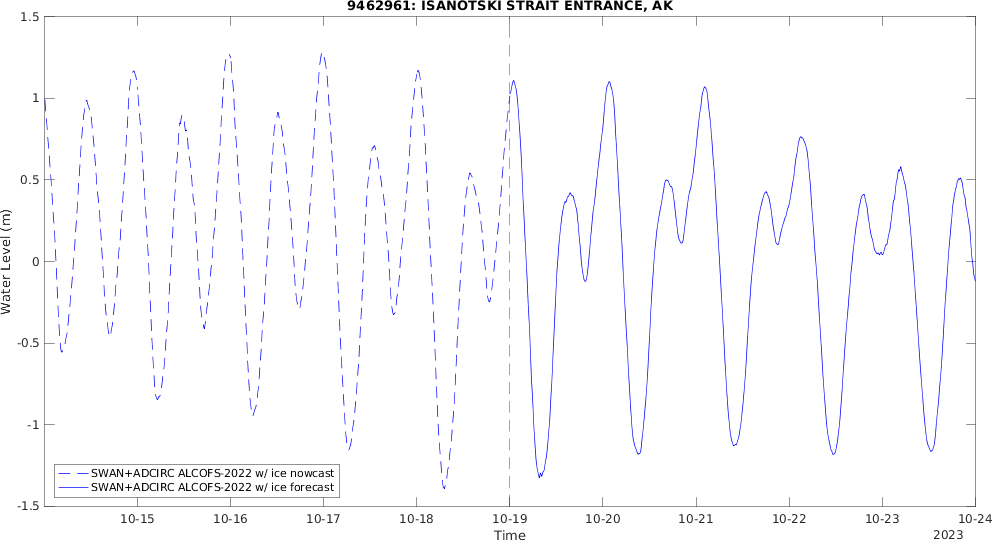 9462961: ISANOTSKI STRAIT ENTRANCE, AK
1.5
1
0.5
0
-0.5
-1
-1.5
Water Level (m)
SWAN+ADCIRC ALCOFS-2022 w/ ice nowcast
SWAN+ADCIRC ALCOFS-2022 w/ ice forecast
10-15 10-16 10-17 10-18 10-19 10-20 10-21 10-22 10-23 10-24
Time
2023